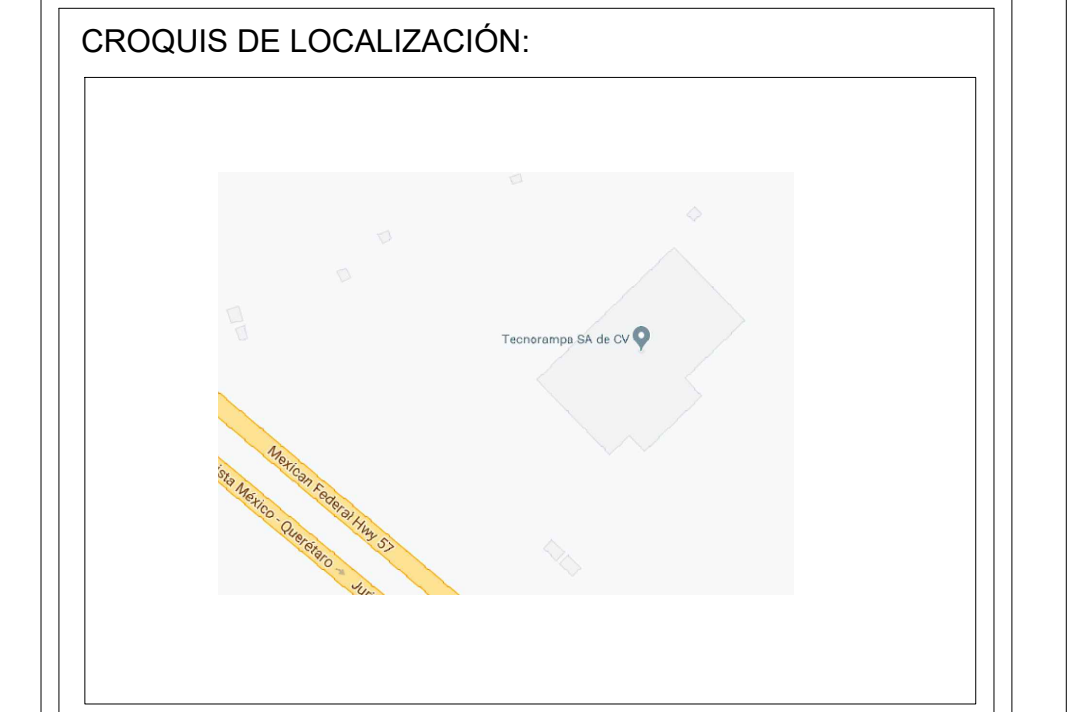 CROQUIS DE LOCALIZACIÓN:
Tecnorampa SA de CV
Mexican Federal Hwy 57
ista México - Querétaro →